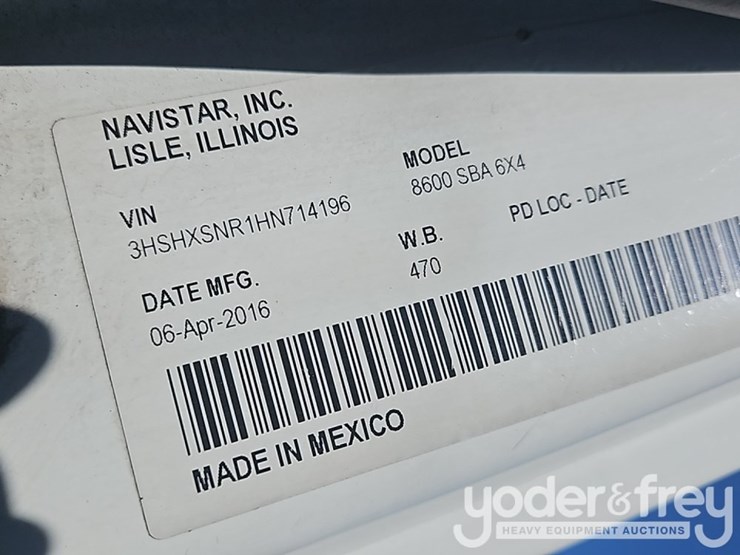 NAVISTAR, INC.
LISLE, ILLINOIS
VIN
3HSHXSNR1HN714196
MODEL
8600 SBA 6X4
DATE MFG.
06-Apr-2016
W.B.
470
PD LOC - DATE
MADE IN MEXICO
yoder&frey
HEAVY EQUIPMENT AUCTIONS